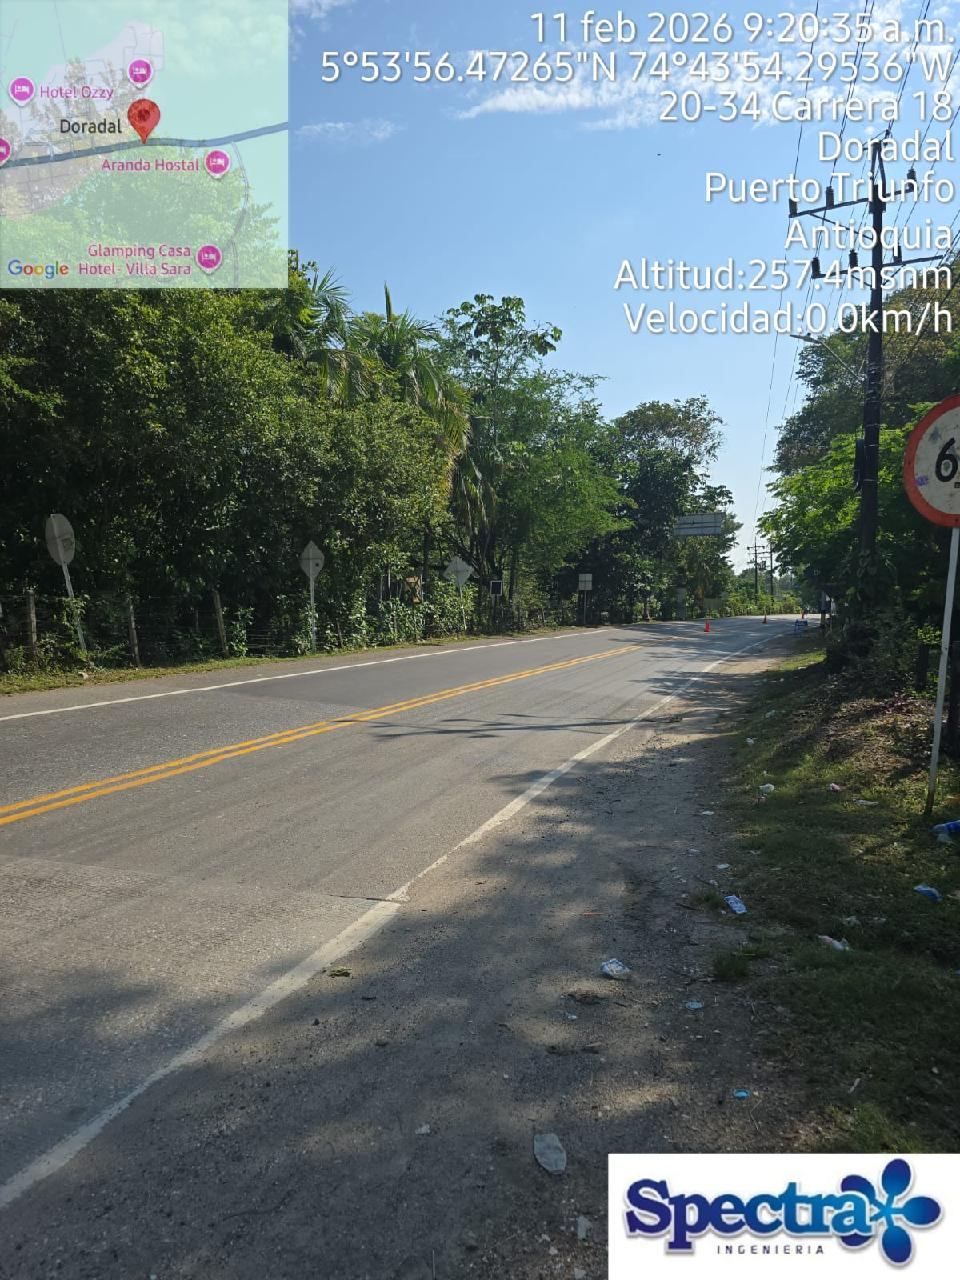 11 feb 2026 9:20:35 a.m.
5°53'56.47265"N 74°43'54.29536"W
20-34 Carrera 18
Doradal
Puerto Triunfo
Antioquia
Altitud:257.4msnm
Velocidad:0.0km/h
Hotel Ozzy
Doradal
Aranda Hostal
Glamping Casa
Hotel- Villa Sara
Google
6
Spectra
INGENIERIA